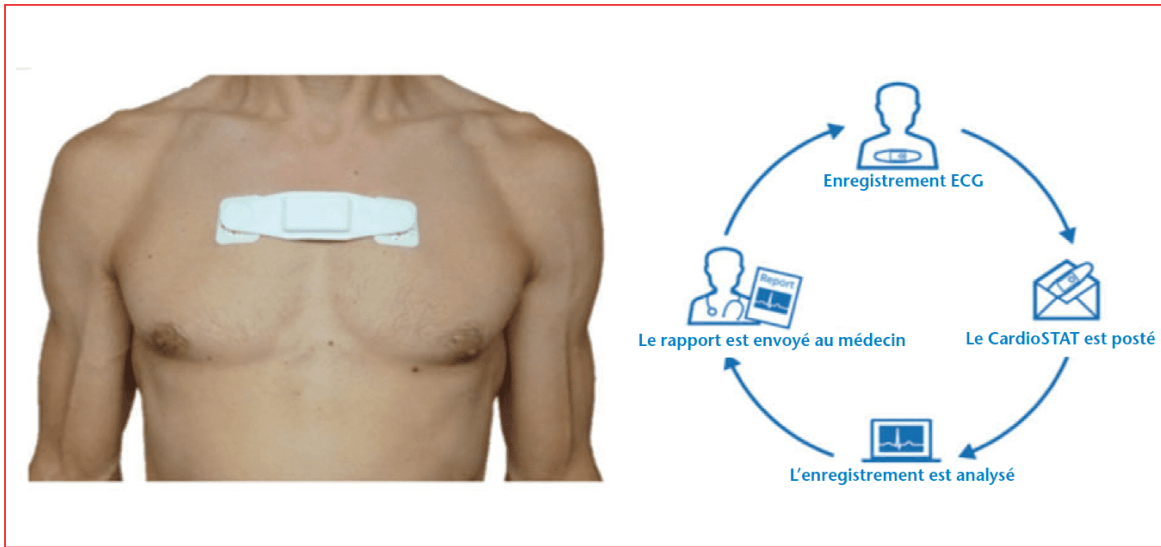 Enregistrement ECG
Report
Le rapport est envoyé au médecin
Le CardioSTAT est posté
L'enregistrement est analysé